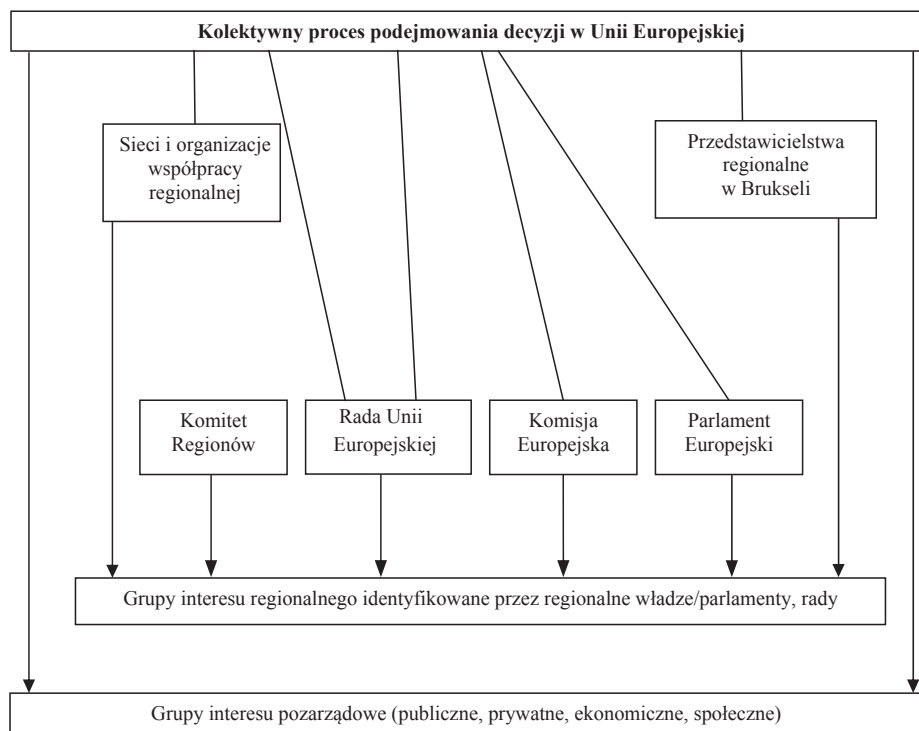 Kolektywny proces podejmowania decyzji w Unii Europejskiej
Sieci i organizacje
współpracy
regionalnej
Przedstawicielstwa
regionalne
w Brukseli
Komitet
Regionów
Rada Unii
Europejskiej
Komisja
Europejska
Parlament
Europejski
Grupy interesu regionalnego identyfikowane przez regionalne władze/parlamenty, rady
Grupy interesu pozarządowe (publiczne, prywatne, ekonomiczne, społeczne)